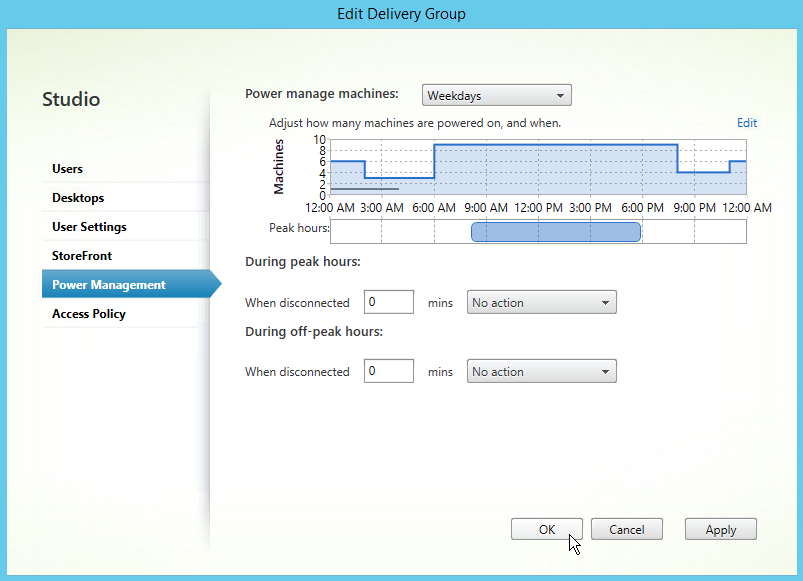 Edit Delivery Group
Studio
Users
Desktops
User Settings
StoreFront
Power Management
Access Policy
Power manage machines: Weekdays
Adjust how many machines are powered on, and when. Edit
Machines
10
8
6
4
2
0
12:00 AM 3:00 AM 6:00 AM 9:00 AM 12:00 PM 3:00 PM 6:00 PM 9:00 PM 12:00 AM
Peak hours:
During peak hours:
When disconnected 0 mins No action
During off-peak hours:
When disconnected 0 mins No action
OK Cancel Apply